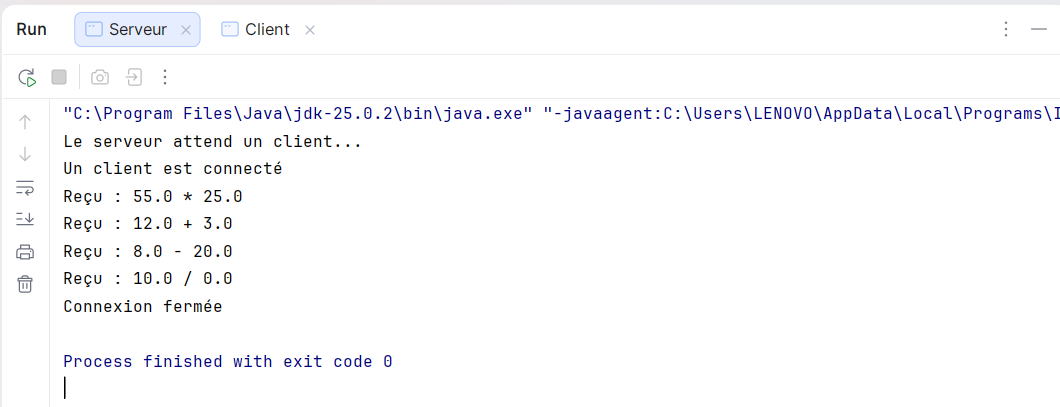 Run Serveur Client
"C:\Program Files\Java\jdk-25.0.2\bin\java.exe" "-javaagent:C:\Users\LENOVO\AppData\Local\Programs\I
Le serveur attend un client...
Un client est connecté
Reçu : 55.0 * 25.0
Reçu : 12.0 + 3.0
Reçu : 8.0 - 20.0
Reçu : 10.0 / 0.0
Connexion fermée
Process finished with exit code 0